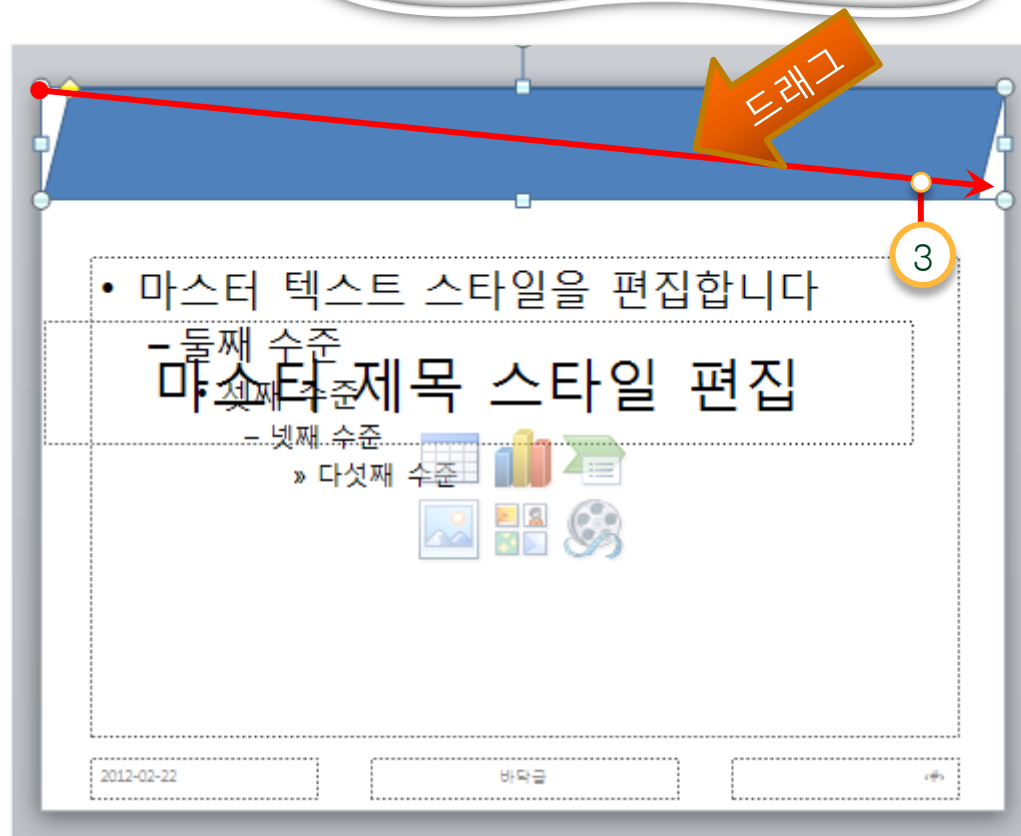 드래그
3
• 마스터 텍스트 스타일을 편집합니다
– 둘째 수준
마스터 제목 스타일 편집
• 셋째 수준
– 넷째 수준
» 다섯째 수준
2012-02-22
바닥글
‹#›